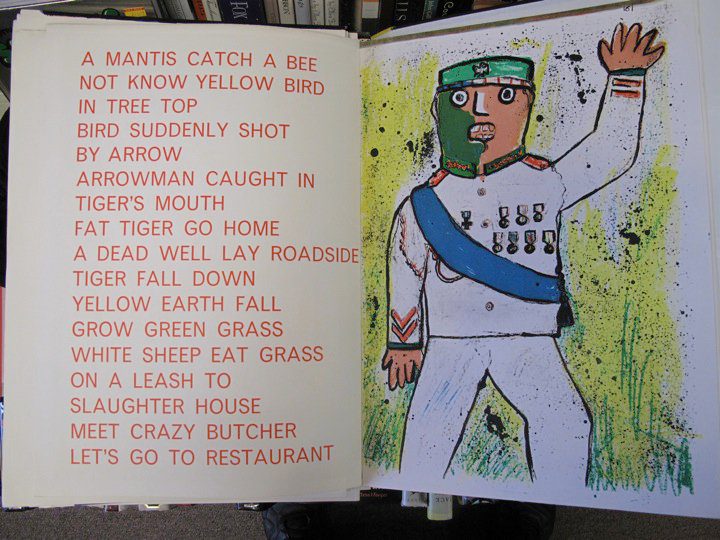 A MANTIS CATCH A BEE
NOT KNOW YELLOW BIRD
IN TREE TOP
BIRD SUDDENLY SHOT
BY ARROW
ARROWMAN CAUGHT IN
TIGER'S MOUTH
FAT TIGER GO HOME
A DEAD WELL LAY ROADSIDE
TIGER FALL DOWN
YELLOW EARTH FALL
GROW GREEN GRASS
WHITE SHEEP EAT GRASS
ON A LEASH TO
SLAUGHTER HOUSE
MEET CRAZY BUTCHER
LET'S GO TO RESTAURANT